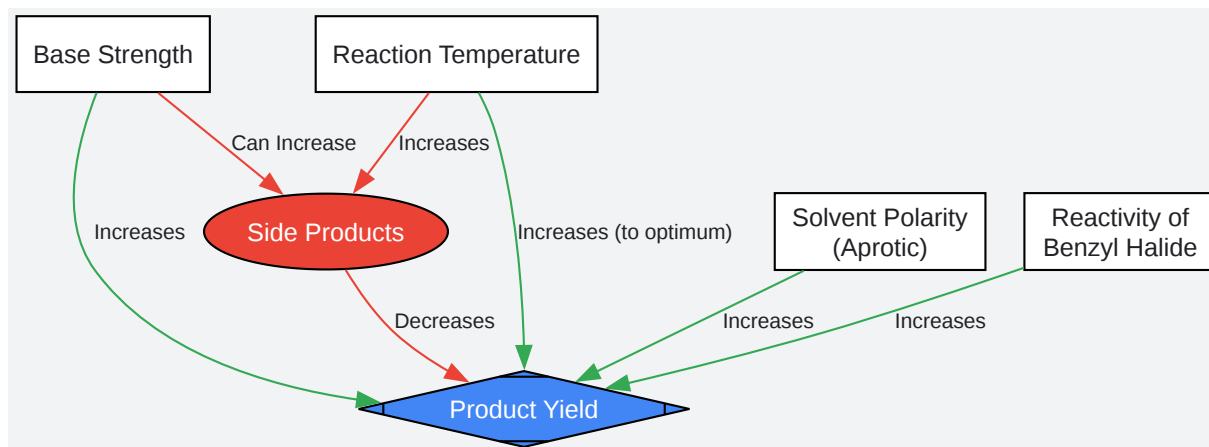 Base Strength
Reaction Temperature
Can Increase
Increases
Solvent Polarity
(Aprotic)
Reactivity of
Benzyl Halide
Increases
Side Products
Increases (to optimum)
Decreases
Increases
Increases
Product Yield